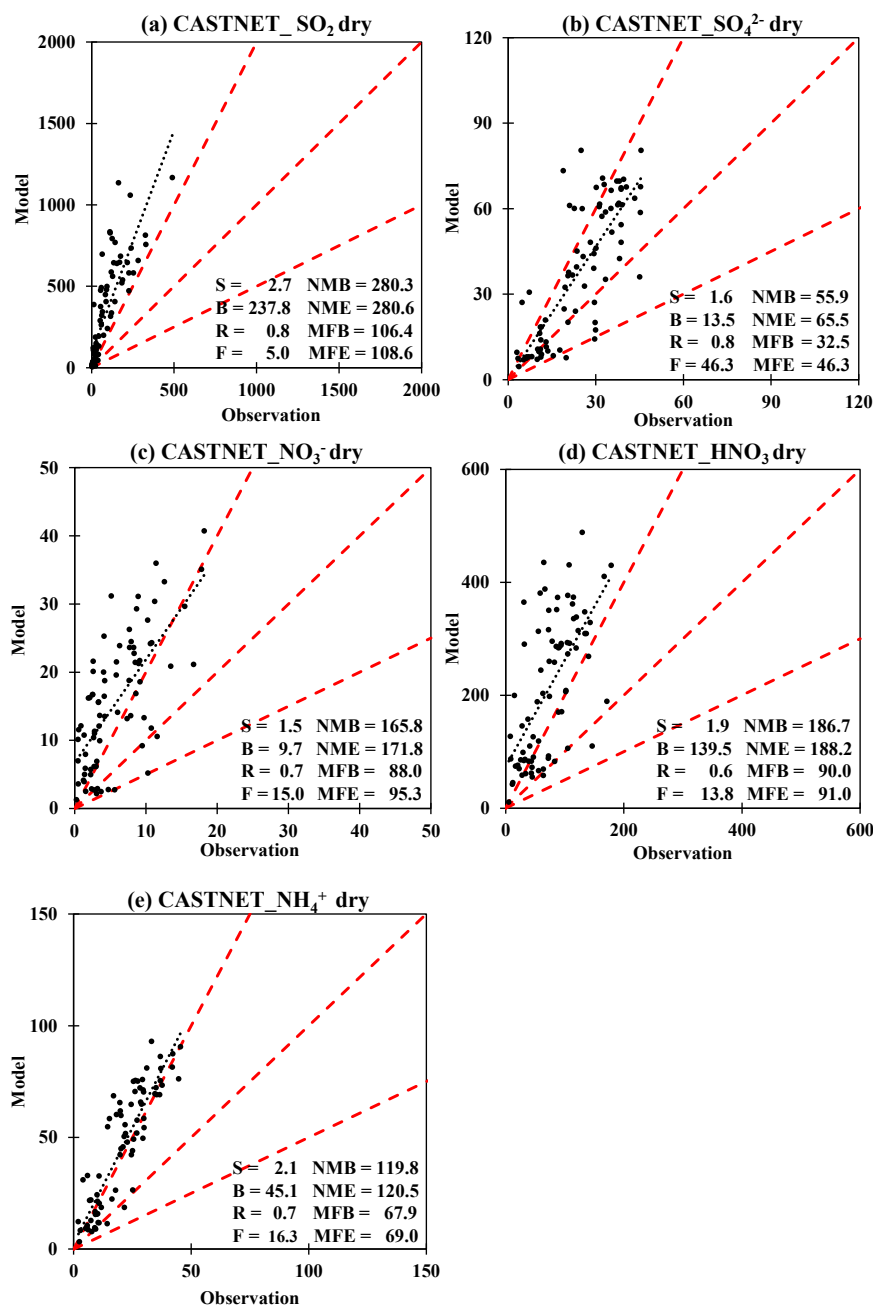 (a) CASTNET_ SO₂ dry
2000
1500
1000
500
0
Model
0 500 1000 1500 2000
Observation
S = 2.7 NMB = 280.3
B = 237.8 NME = 280.6
R = 0.8 MFB = 106.4
F = 5.0 MFE = 108.6
(b) CASTNET_SO₄²⁻ dry
120
90
60
30
0
Model
0 30 60 90 120
Observation
S = 1.6 NMB = 55.9
B = 13.5 NME = 65.5
R = 0.8 MFB = 32.5
F = 46.3 MFE = 46.3
(c) CASTNET_NO₃⁻ dry
50
40
30
20
10
0
Model
0 10 20 30 40 50
Observation
S = 1.5 NMB = 165.8
B = 9.7 NME = 171.8
R = 0.7 MFB = 88.0
F = 15.0 MFE = 95.3
(d) CASTNET_HNO₃ dry
600
400
200
0
Model
0 200 400 600
Observation
S = 1.9 NMB = 186.7
B = 139.5 NME = 188.2
R = 0.6 MFB = 90.0
F = 13.8 MFE = 91.0
(e) CASTNET_NH₄⁺ dry
150
100
50
0
Model
0 50 100 150
Observation
S = 2.1 NMB = 119.8
B = 45.1 NME = 120.5
R = 0.7 MFB = 67.9
F = 16.3 MFE = 69.0